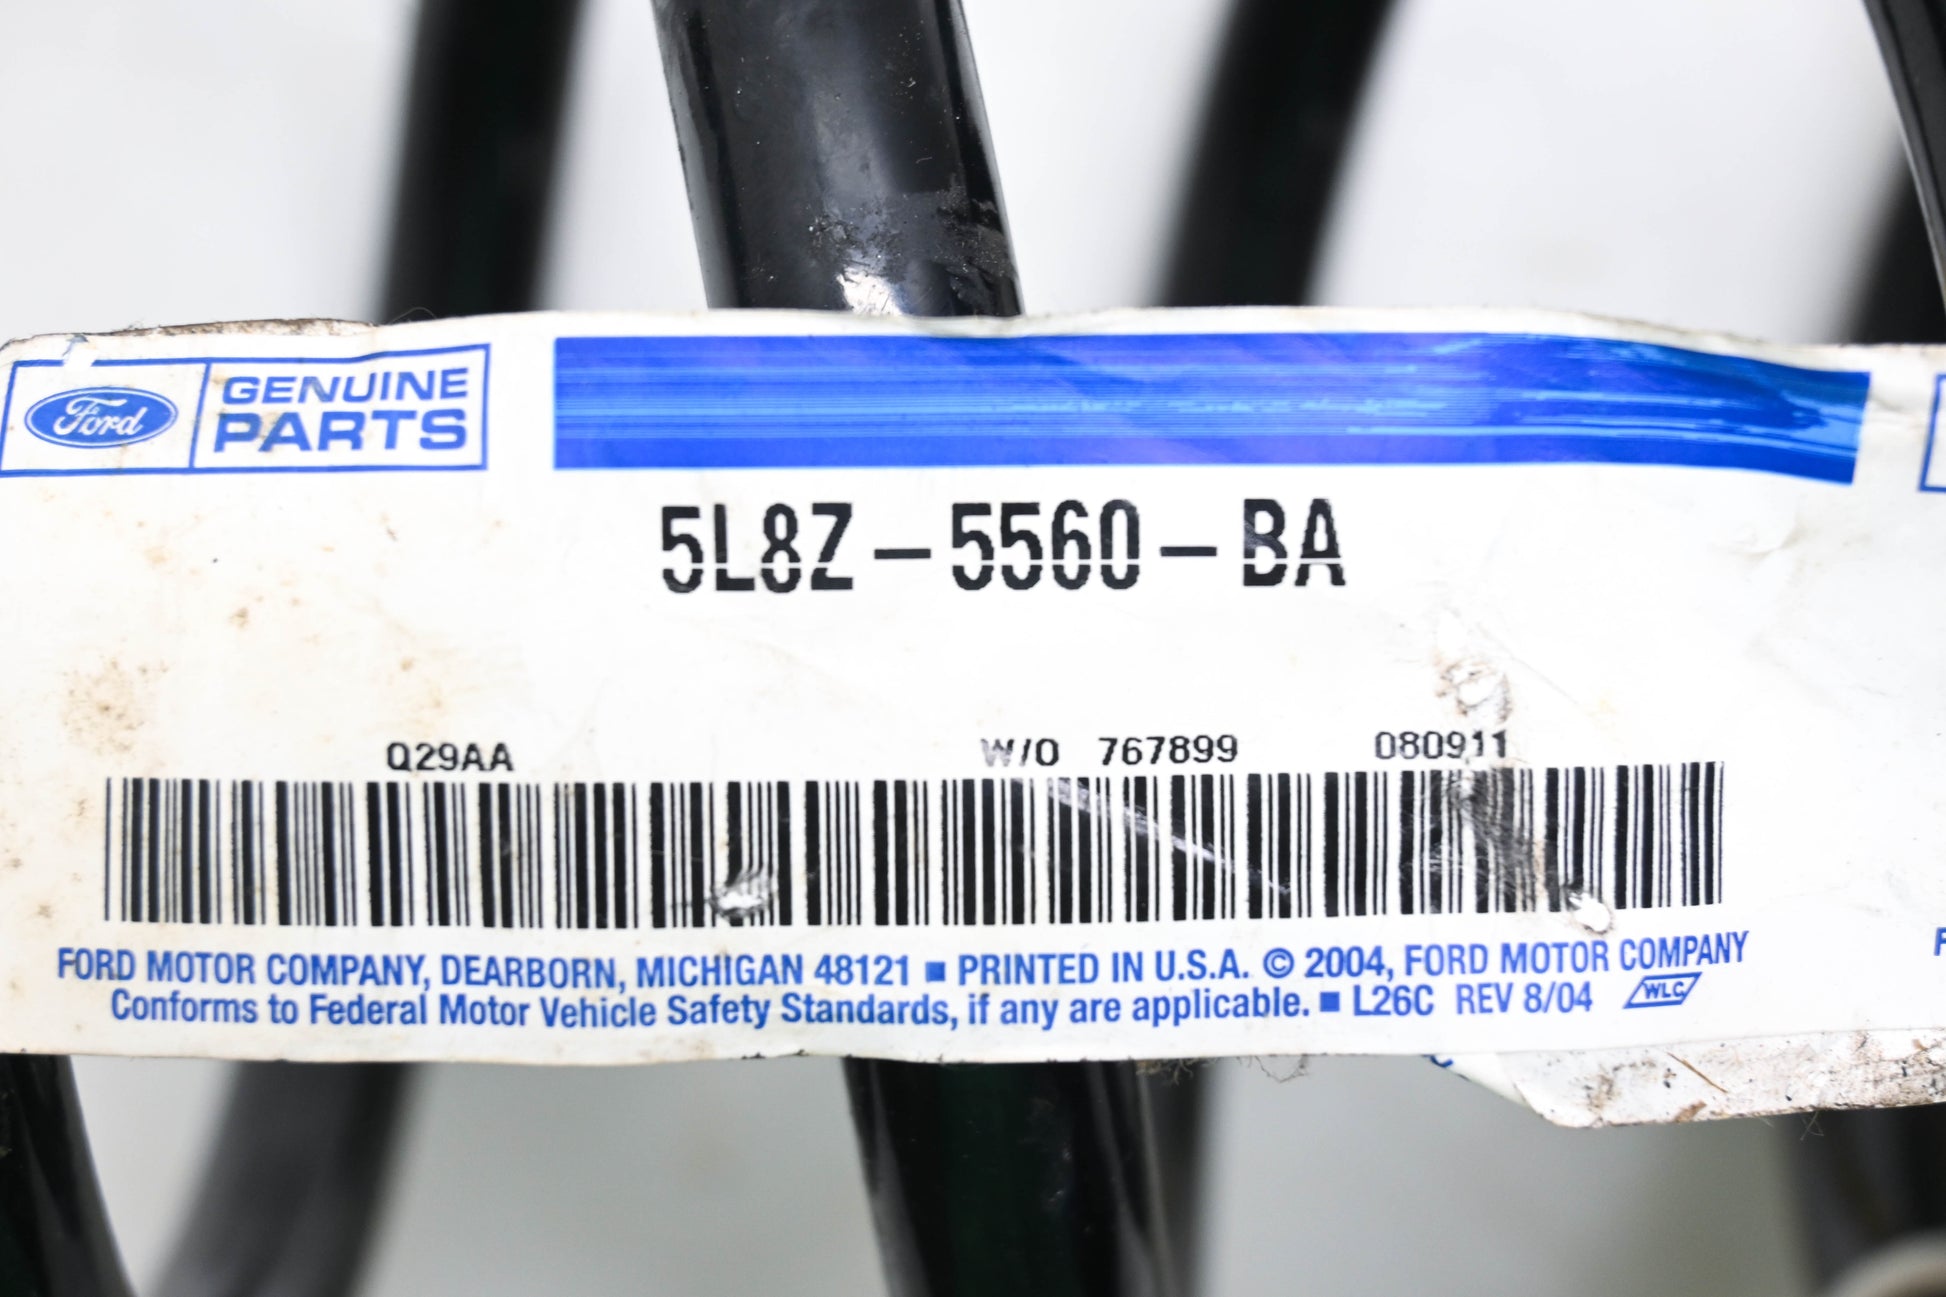 Ford GENUINE
PARTS
5L8Z-5560-BA
Q29AA W/O 767899 080911
FORD MOTOR COMPANY, DEARBORN, MICHIGAN 48121 ■ PRINTED IN U.S.A. © 2004, FORD MOTOR COMPANY
Conforms to Federal Motor Vehicle Safety Standards, if any are applicable. ■ L26C REV 8/04 WLC